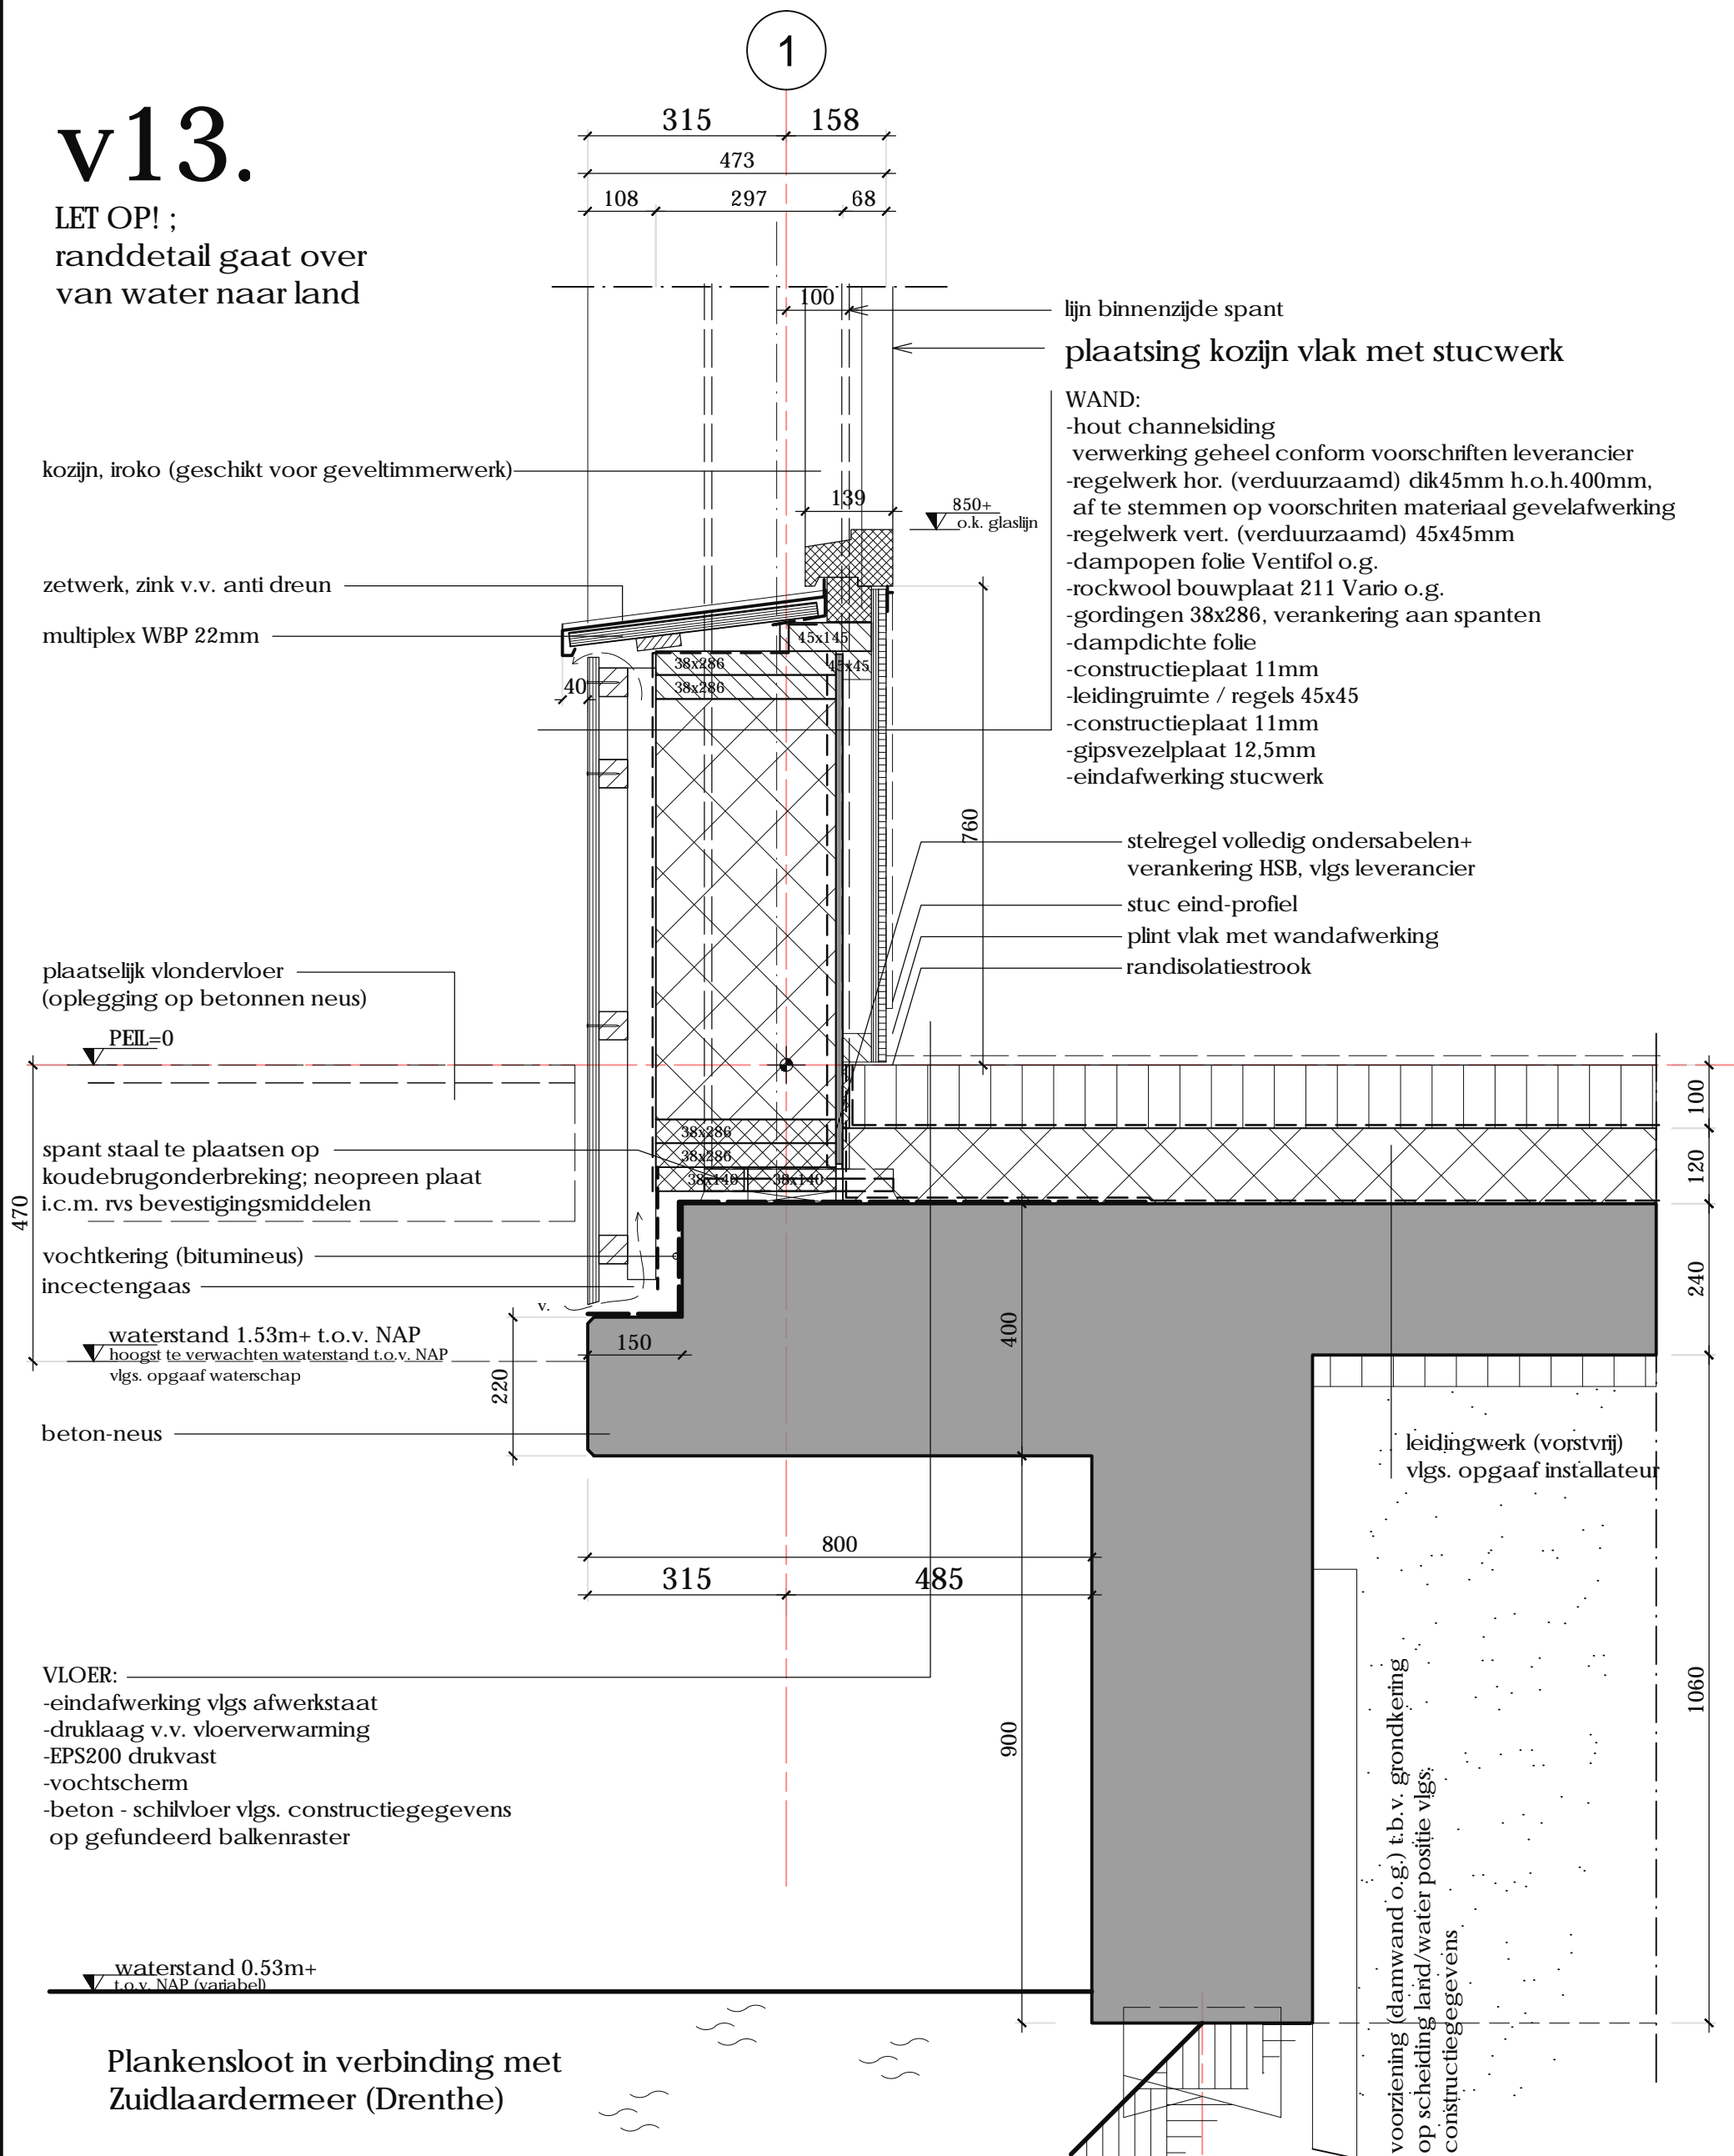 1
v13.
LET OP! ;
randdetail gaat over
van water naar land
315
158
473
108
297
68
100
lijn binnenzijde spant
plaatsing kozijn vlak met stucwerk
WAND:
-hout channelsiding
verwerking geheel conform voorschriften leverancier
-regelwerk hor. (verduurzaamd) dik45mm h.o.h.400mm,
af te stemmen op voorschriten materiaal gevelafwerking
-regelwerk vert. (verduurzaamd) 45x45mm
-dampopen folie Ventifol o.g.
-rockwool bouwplaat 211 Vario o.g.
-gordingen 38x286, verankering aan spanten
-dampdichte folie
-constructieplaat 11mm
-leidingruimte / regels 45x45
-constructieplaat 11mm
-gipsvezelplaat 12,5mm
-eindafwerking stucwerk
kozijn, iroko (geschikt voor geveltimmerwerk)
139
850+
o.k. glaslijn
zetwerk, zink v.v. anti dreun
multiplex WBP 22mm
45x145
38x286
45x45
38x286
40
760
stelregel volledig ondersabelen+
verankering HSB, vlgs leverancier
stuc eind-profiel
plint vlak met wandafwerking
randisolatiestrook
plaatselijk vlondervloer
(oplegging op betonnen neus)
PEIL=0
100
38x286
38x286
38x140
38x140
120
spant staal te plaatsen op
koudebrugonderbreking; neopreen plaat
i.c.m. rvs bevestigingsmiddelen
470
vochtkering (bitumineus)
incectengaas
v.
240
400
waterstand 1.53m+ t.o.v. NAP
hoogst te verwachten waterstand t.o.v. NAP
vlgs. opgaaf waterschap
150
220
beton-neus
leidingwerk (vorstvrij)
vlgs. opgaaf installateur
800
315
485
VLOER:
-eindafwerking vlgs afwerkstaat
-druklaag v.v. vloerverwarming
-EPS200 drukvast
-vochtscherm
-beton - schilvloer vlgs. constructiegegevens
op gefundeerd balkenraster
900
1060
voorziening (damwand o.g.) t.b.v. grondkering
op scheiding land/water positie vlgs.
constructiegegevens
waterstand 0.53m+
t.o.v. NAP (variabel)
Plankensloot in verbinding met
Zuidlaardermeer (Drenthe)